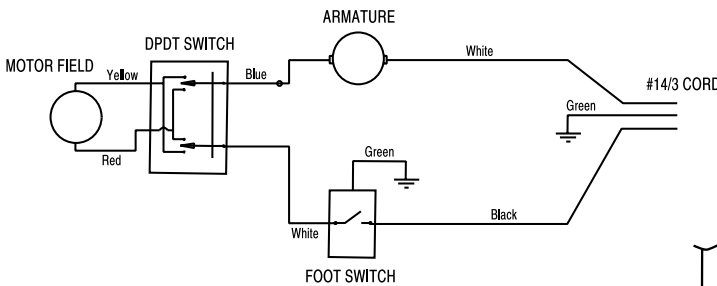 ARMATURE
DPDT SWITCH
MOTOR FIELD
Yellow
Blue
White
#14/3 CORD
Green
Red
Green
White
Black
FOOT SWITCH